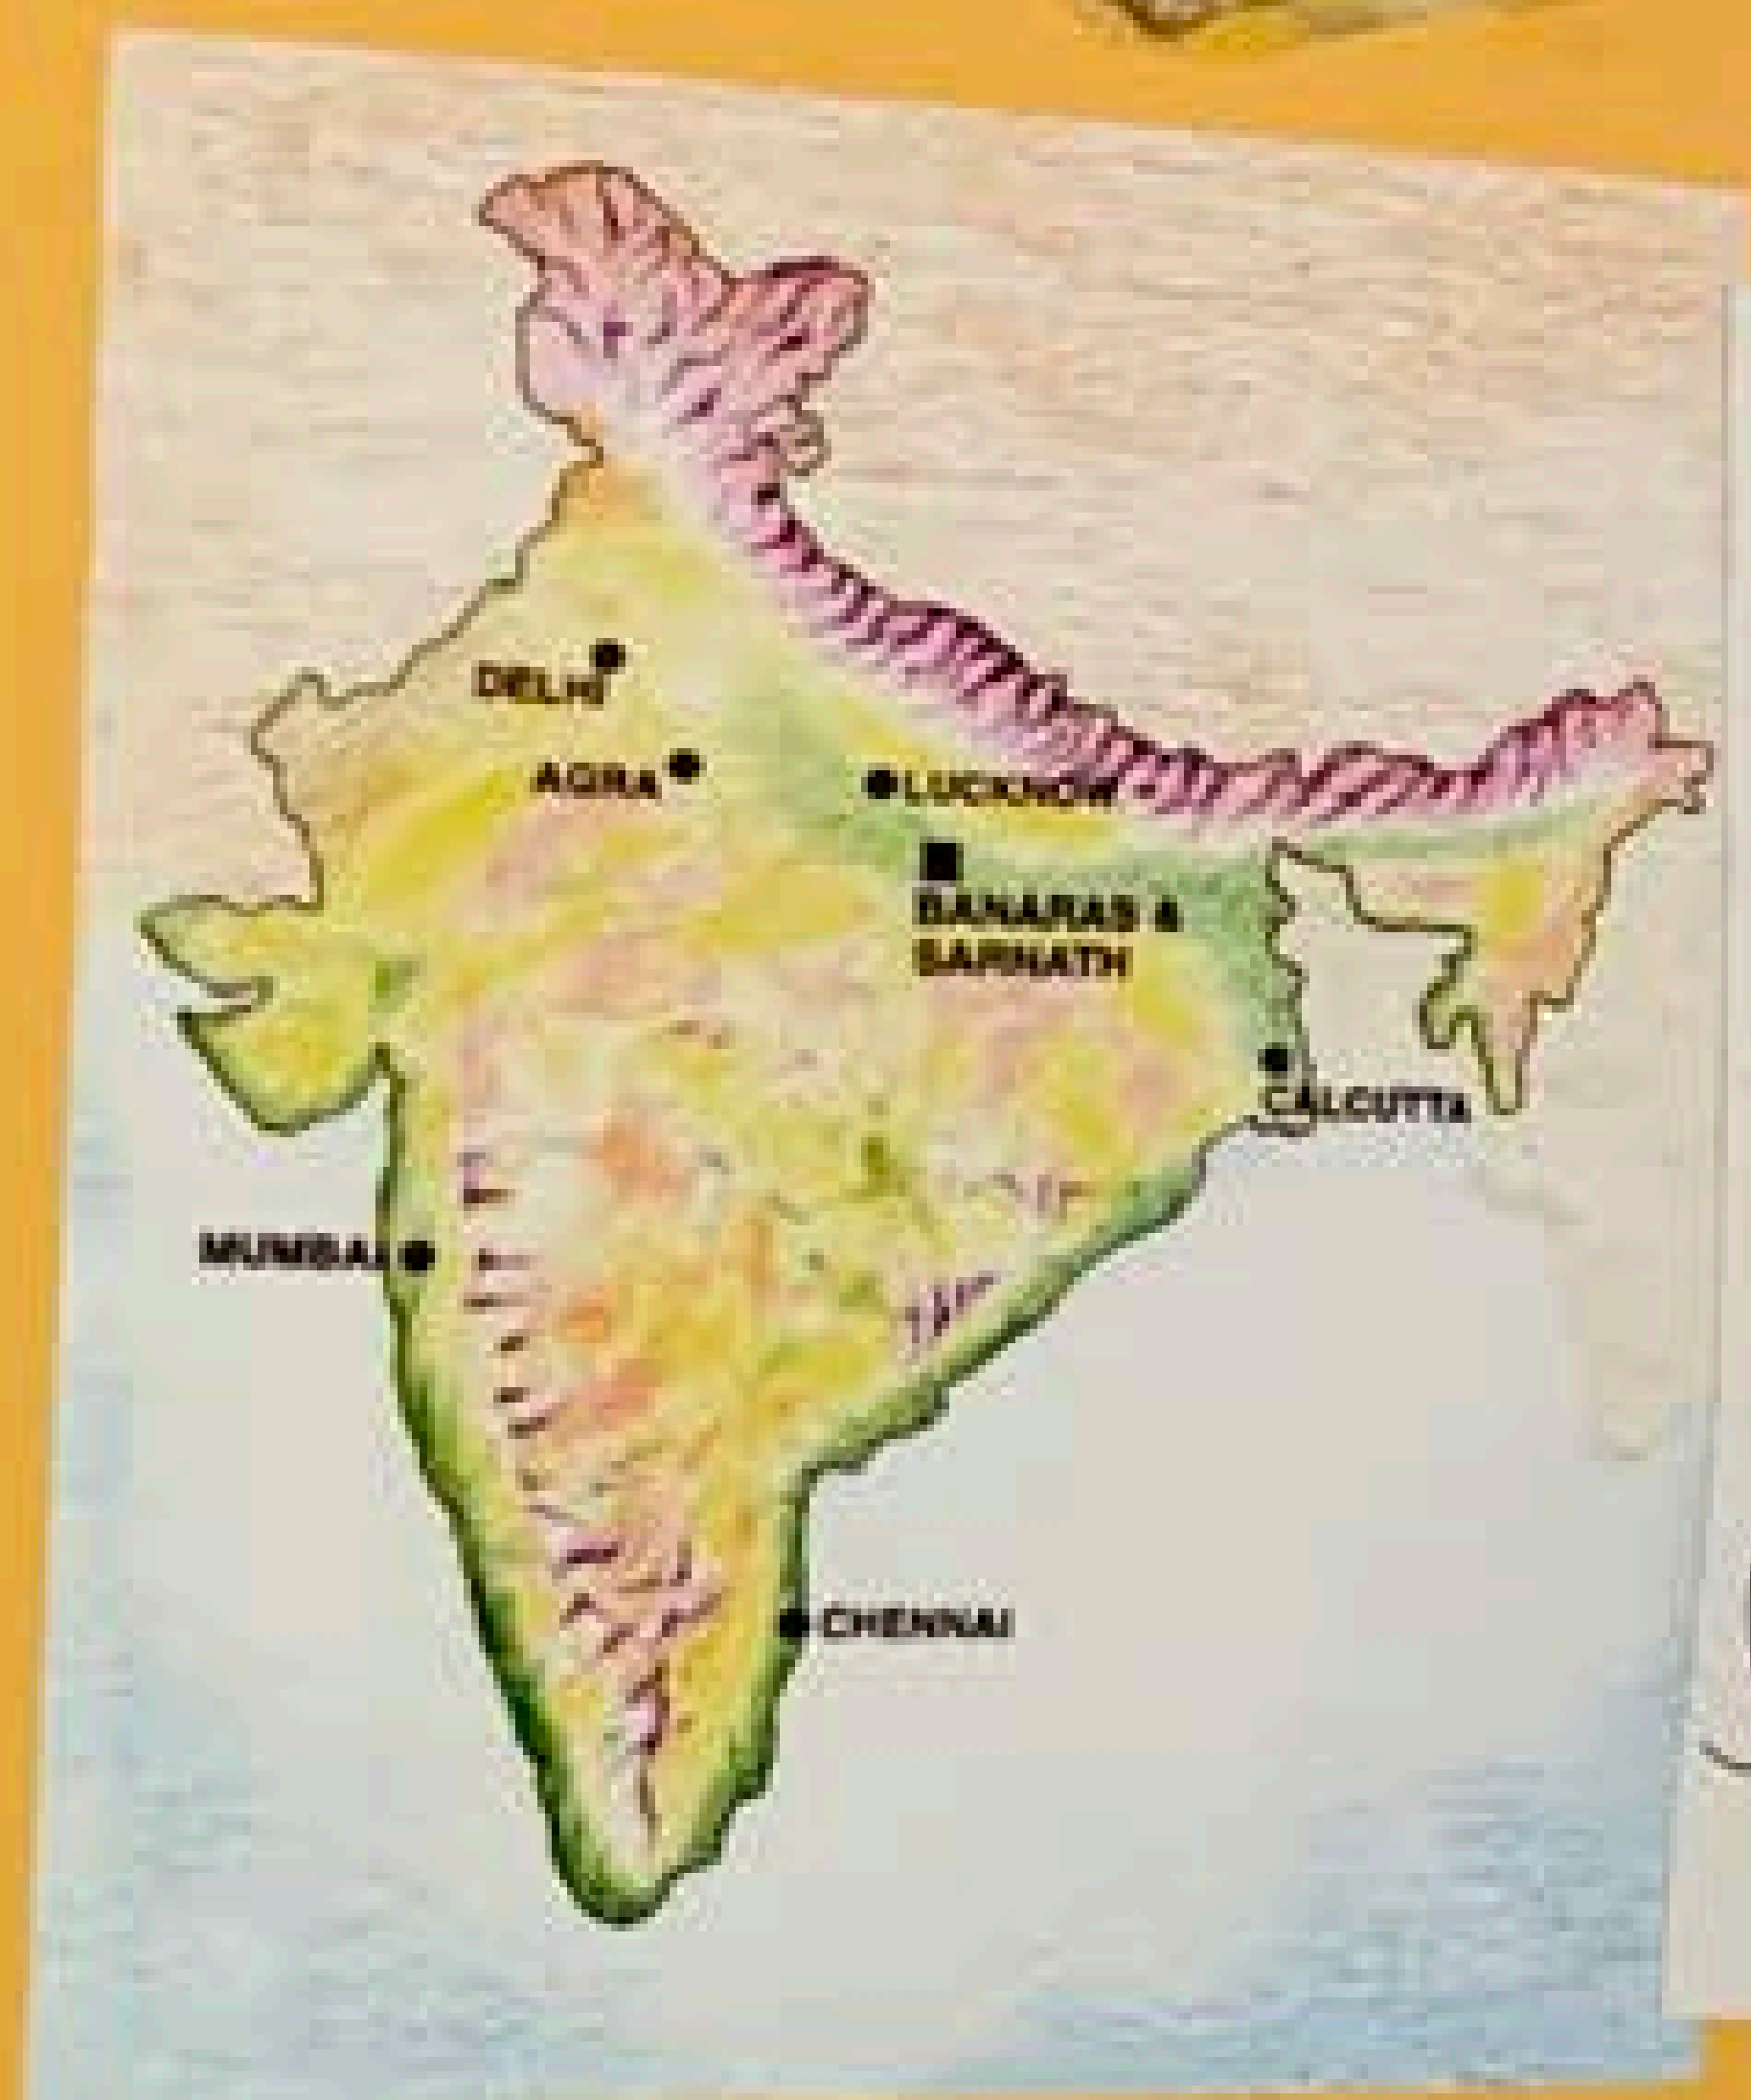 DELHI
AGRA
LUCKNOW
BANARAS &
SARNATH
CALCUTTA
MUMBAI
CHENNAI